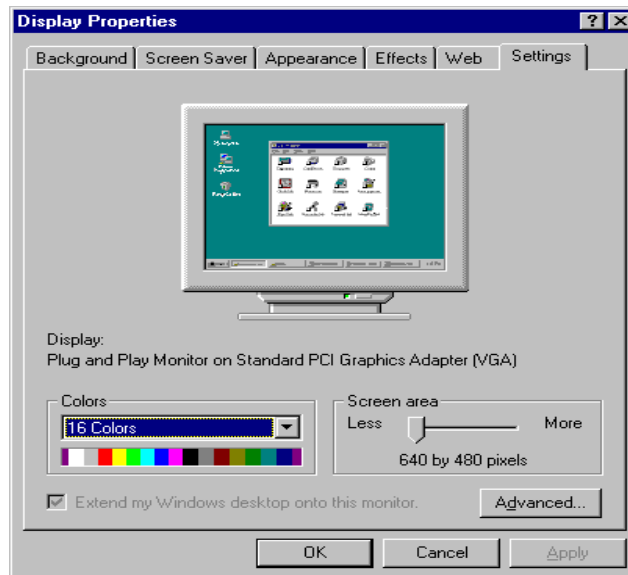 Display Properties
Background Screen Saver Appearance Effects Web Settings
Display:
Plug and Play Monitor on Standard PCI Graphics Adapter (VGA)
Colors
16 Colors
Screen area
Less More
640 by 480 pixels
Extend my Windows desktop onto this monitor.
Advanced...
OK Cancel Apply